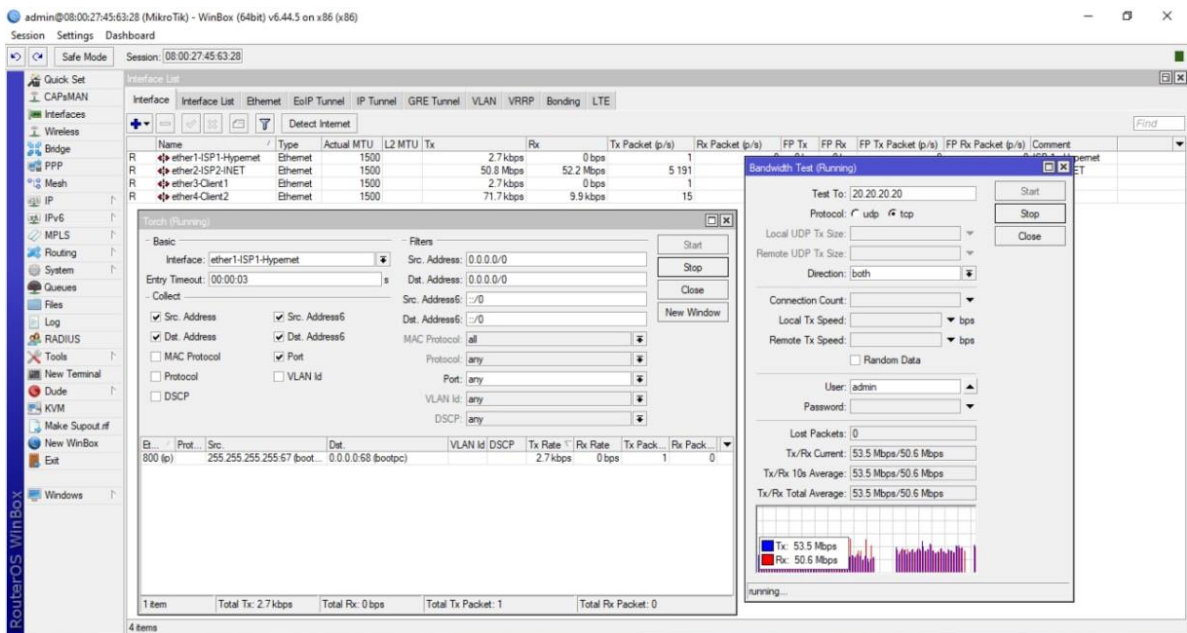 admin@08:00:27:45:63:28 (MikroTik) - WinBox (64bit) v6.44.5 on x86 (x86)
Session Settings Dashboard
Safe Mode Session: 08:00:27:45:63:28
Quick Set
CAPsMAN
Interfaces
Wireless
Bridge
PPP
Mesh
IP
IPv6
MPLS
Routing
System
Queues
Files
Log
RADIUS
Tools
New Terminal
Dude
KVM
Make Supout.rif
New WinBox
Exit
Windows
RouterOS WinBox
Interface List
Interface Interface List Ethernet EoIP Tunnel IP Tunnel GRE Tunnel VLAN VRRP Bonding LTE
Detect Internet Find
Name Type Actual MTU L2 MTU Tx Rx Tx Packet (p/s) Rx Packet (p/s) FP Tx FP Rx FP Tx Packet (p/s) FP Rx Packet (p/s) Comment
R ether1-ISP1-Hypernet Ethernet 1500 2.7 kbps 0 bps 1
R ether2-ISP2-INET Ethernet 1500 50.8 Mbps 52.2 Mbps 5 191
R ether3-Client1 Ethernet 1500 2.7 kbps 0 bps 1
R ether4-Client2 Ethernet 1500 71.7 kbps 9.9 kbps 15
Torch (Running)
Basic
Interface: ether1-ISP1-Hypernet
Entry Timeout: 00:00:03 s
Collect
Src. Address Src. Address6
Dst. Address Dst. Address6
MAC Protocol Port
Protocol VLAN Id
DSCP
Filters
Src. Address: 0.0.0.0/0
Dst. Address: 0.0.0.0/0
Src. Address6: ::/0
Dst. Address6: ::/0
MAC Protocol: all
Protocol: any
Port: any
VLAN Id: any
DSCP: any
Start
Stop
Close
New Window
Et... Prot... Src. Dst. VLAN Id DSCP Tx Rate Rx Rate Tx Pack... Rx Pack...
800 (ip) 255.255.255.255:67 (boot... 0.0.0.0:68 (bootpc) 2.7 kbps 0 bps 1 0
1 item Total Tx: 2.7 kbps Total Rx: 0 bps Total Tx Packet: 1 Total Rx Packet: 0
4 items
Bandwidth Test (Running)
Test To: 20.20.20.20
Protocol: udp tcp
Local UDP Tx Size:
Remote UDP Tx Size:
Direction: both
Connection Count:
Local Tx Speed: bps
Remote Tx Speed: bps
Random Data
User: admin
Password:
Lost Packets: 0
Tx/Rx Current: 53.5 Mbps/50.6 Mbps
Tx/Rx 10s Average: 53.5 Mbps/50.6 Mbps
Tx/Rx Total Average: 53.5 Mbps/50.6 Mbps
Tx: 53.5 Mbps
Rx: 50.6 Mbps
running...
Start
Stop
Close